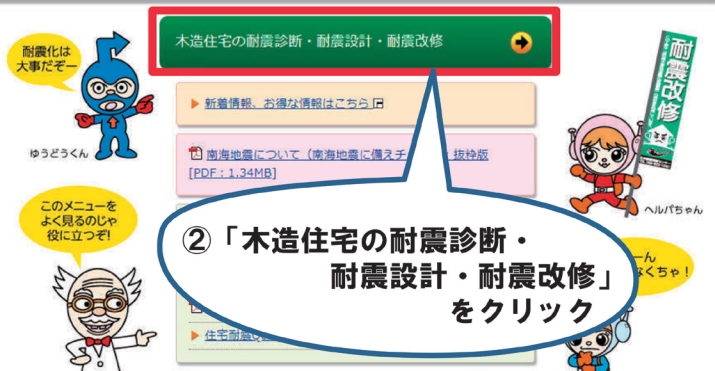 木造住宅の耐震診断・耐震設計・耐震改修
耐震化は
大事だぞー
ゆうどうくん
新着情報、お得な情報はこちら
南海地震について（南海地震に備えチ
抜粋版
[PDF：1.34MB]
耐震改修
ヘルパちゃん
このメニューを
よく見るのじゃ
役に立つぞ!
②「木造住宅の耐震診断・
耐震設計・耐震改修」
をクリック
ーん
なくちゃ！
住宅耐震